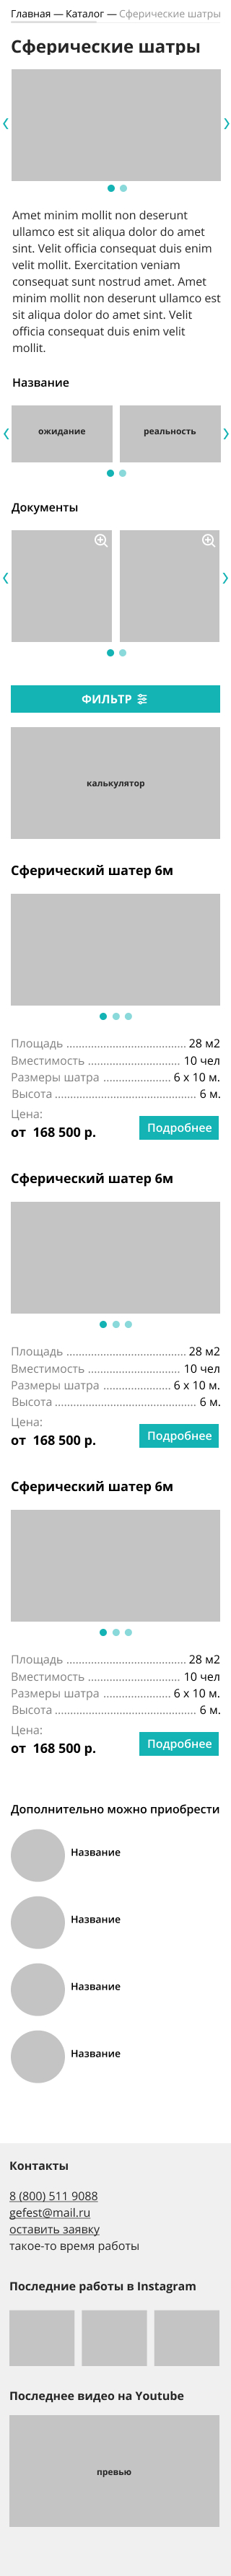 Главная — Каталог — Сферические шатры
Сферические шатры
Amet minim mollit non deserunt
ullamco est sit aliqua dolor do amet
sint. Velit officia consequat duis enim
velit mollit. Exercitation veniam
consequat sunt nostrud amet. Amet
minim mollit non deserunt ullamco est
sit aliqua dolor do amet sint. Velit
officia consequat duis enim velit
mollit.
Название
ожидание
реальность
Документы
ФИЛЬТР
калькулятор
Сферический шатер 6м
Площадь ........................................ 28 м2
Вместимость .............................. 10 чел
Размеры шатра ...................... 6 х 10 м.
Высота .............................................. 6 м.
Цена:
от 168 500 р.
Подробнее
Сферический шатер 6м
Площадь ........................................ 28 м2
Вместимость .............................. 10 чел
Размеры шатра ...................... 6 х 10 м.
Высота .............................................. 6 м.
Цена:
от 168 500 р.
Подробнее
Сферический шатер 6м
Площадь ........................................ 28 м2
Вместимость .............................. 10 чел
Размеры шатра ...................... 6 х 10 м.
Высота .............................................. 6 м.
Цена:
от 168 500 р.
Подробнее
Дополнительно можно приобрести
Название
Название
Название
Название
Контакты
8 (800) 511 9088
gefest@mail.ru
оставить заявку
такое-то время работы
Последние работы в Instagram
Последнее видео на Youtube
превью